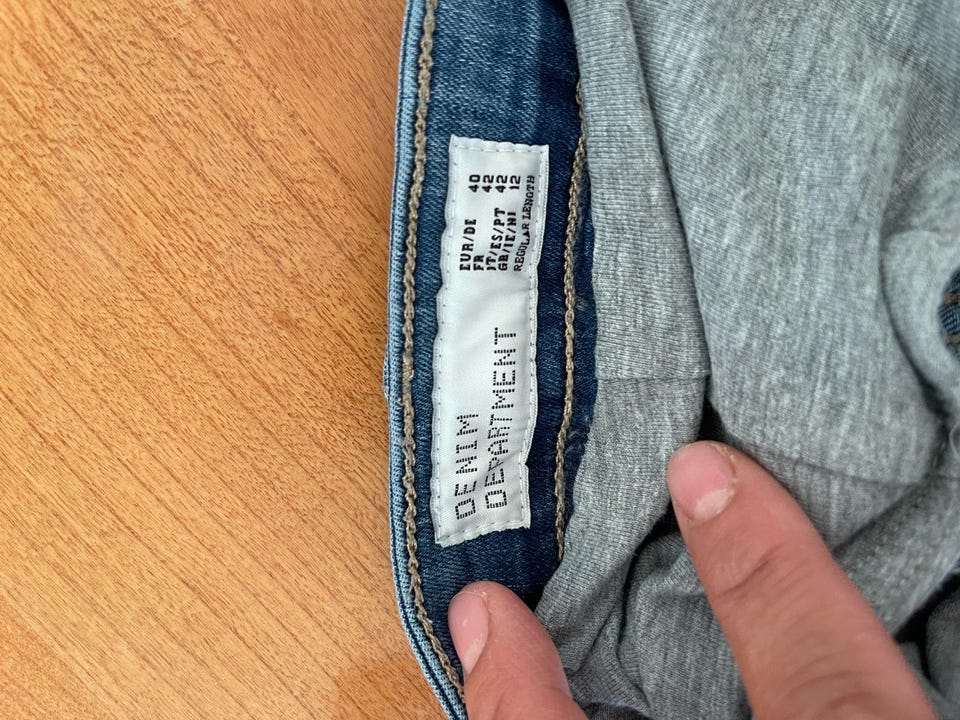 DENIM
DEPARTMENT
EUR/DE 40
FR 42
IT/ES/PT 42
GB/IE/NI 12
REGULAR LENGTH